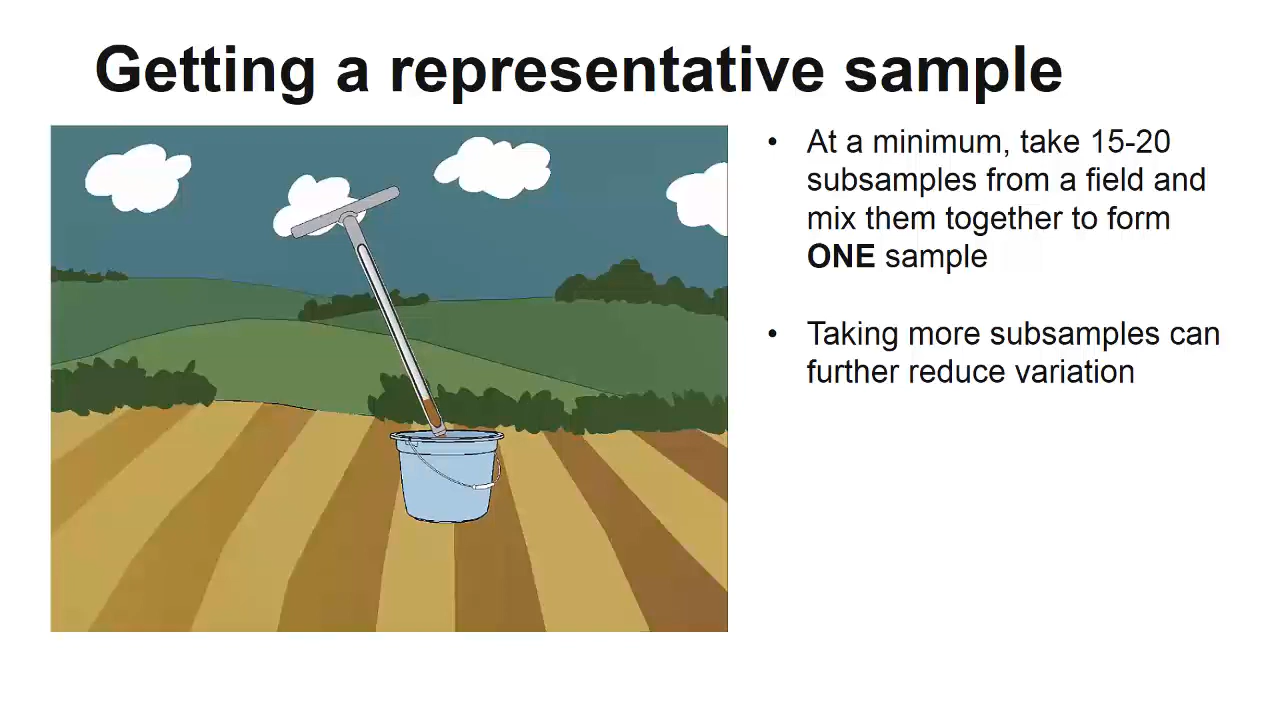 Getting a representative sample
• At a minimum, take 15-20
subsamples from a field and
mix them together to form
ONE sample
• Taking more subsamples can
further reduce variation